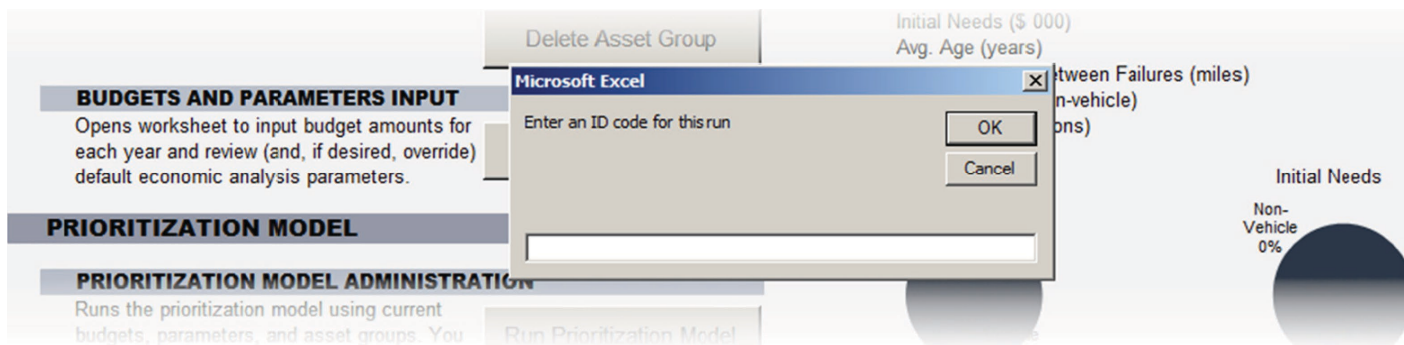 Delete Asset Group
Initial Needs ($ 000)
Avg. Age (years)
Microsoft Excel
etween Failures (miles)
n-vehicle)
ons)
Enter an ID code for this run
OK
Cancel
BUDGETS AND PARAMETERS INPUT
Opens worksheet to input budget amounts for
each year and review (and, if desired, override)
default economic analysis parameters.
Initial Needs
Non-
Vehicle
0%
PRIORITIZATION MODEL
PRIORITIZATION MODEL ADMINISTRATION
Runs the prioritization model using current
budgets, parameters, and asset groups. You
Run Prioritization Model